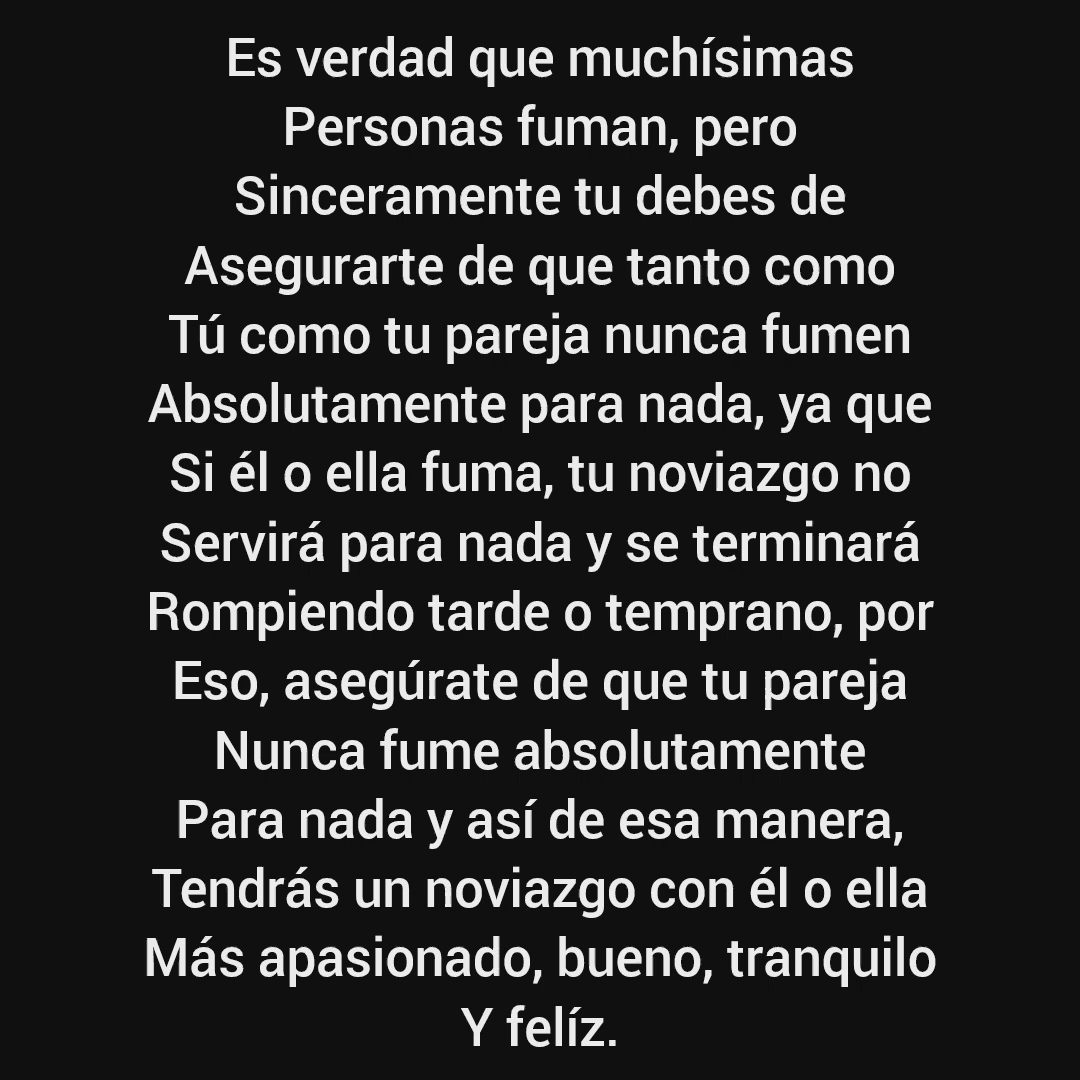 Es verdad que muchísimas
Personas fuman, pero
Sinceramente tu debes de
Asegurarte de que tanto como
Tú como tu pareja nunca fumen
Absolutamente para nada, ya que
Si él o ella fuma, tu noviazgo no
Servirá para nada y se terminará
Rompiendo tarde o temprano, por
Eso, asegúrate de que tu pareja
Nunca fume absolutamente
Para nada y así de esa manera,
Tendrás un noviazgo con él o ella
Más apasionado, bueno, tranquilo
Y felíz.